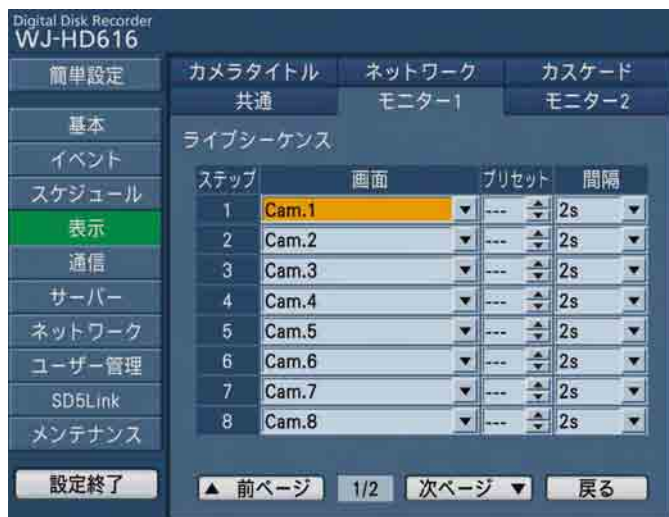 Digital Disk Recorder
WJ-HD616
簡単設定
基本
イベント
スケジュール
表示
通信
サーバー
ネットワーク
ユーザー管理
SD5Link
メンテナンス
設定終了
カメラタイトル ネットワーク カスケード
共通 モニター1 モニター2
ライブシーケンス
ステップ 画面 プリセット 間隔
1 Cam.1 --- 2s
2 Cam.2 --- 2s
3 Cam.3 --- 2s
4 Cam.4 --- 2s
5 Cam.5 --- 2s
6 Cam.6 --- 2s
7 Cam.7 --- 2s
8 Cam.8 --- 2s
▲ 前ページ 1/2 次ページ ▼ 戻る